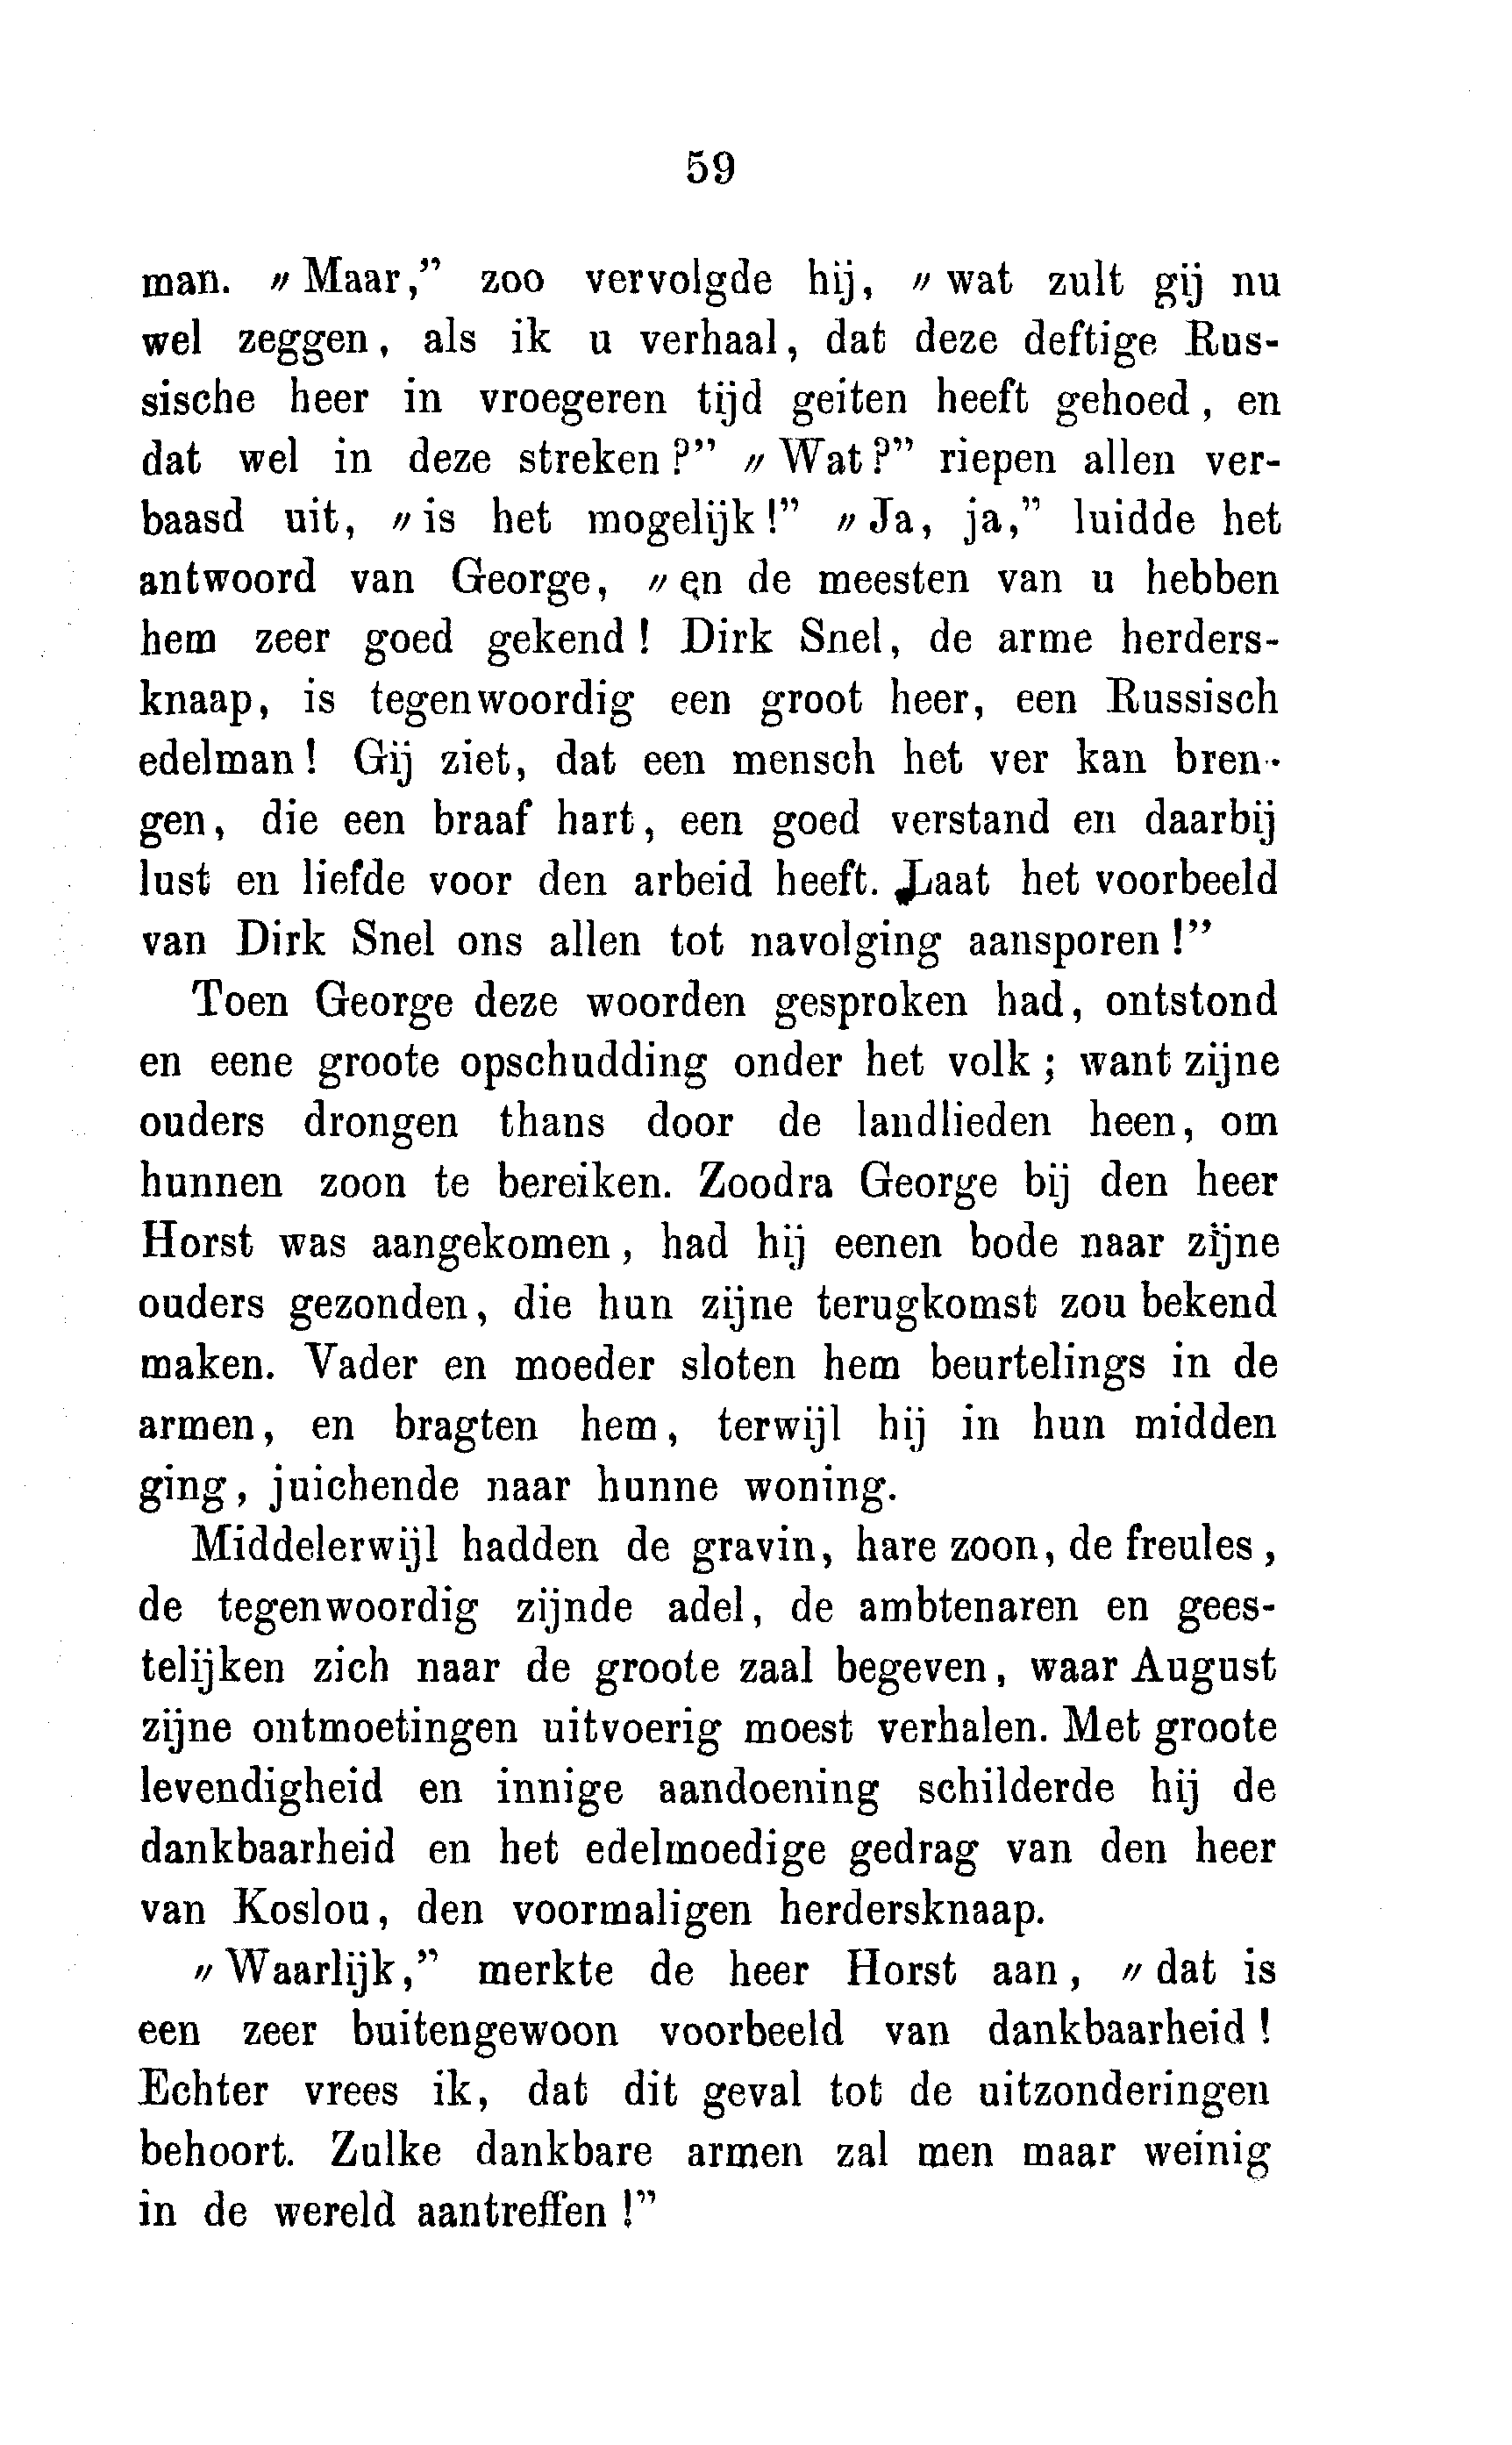 59
man. „Maar,” zoo vervolgde hij, „wat zult gij nu
wel zeggen, als ik u verhaal, dat deze deftige Rus-
sische heer in vroegeren tijd geiten heeft gehoed, en
dat wel in deze streken?” „Wat?” riepen allen ver-
baasd uit, „is het mogelijk!” „Ja, ja,” luidde het
antwoord van George, „en de meesten van u hebben
hem zeer goed gekend! Dirk Snel, de arme herders-
knaap, is tegenwoordig een groot heer, een Russisch
edelman! Gij ziet, dat een mensch het ver kan bren-
gen, die een braaf hart, een goed verstand en daarbij
lust en liefde voor den arbeid heeft. Laat het voorbeeld
van Dirk Snel ons allen tot navolging aansporen!”
Toen George deze woorden gesproken had, ontstond
en eene groote opschudding onder het volk; want zijne
ouders drongen thans door de landlieden heen, om
hunnen zoon te bereiken. Zoodra George bij den heer
Horst was aangekomen, had hij eenen bode naar zijne
ouders gezonden, die hun zijne terugkomst zou bekend
maken. Vader en moeder sloten hem beurtelings in de
armen, en bragten hem, terwijl hij in hun midden
ging, juichende naar hunne woning.
Middelerwijl hadden de gravin, hare zoon, de freules,
de tegenwoordig zijnde adel, de ambtenaren en gees-
telijken zich naar de groote zaal begeven, waar August
zijne ontmoetingen uitvoerig moest verhalen. Met groote
levendigheid en innige aandoening schilderde hij de
dankbaarheid en het edelmoedige gedrag van den heer
van Koslou, den voormaligen herdersknaap.
„Waarlijk,” merkte de heer Horst aan, „dat is
een zeer buitengewoon voorbeeld van dankbaarheid!
Echter vrees ik, dat dit geval tot de uitzonderingen
behoort. Zulke dankbare armen zal men maar weinig
in de wereld aantreffen!”